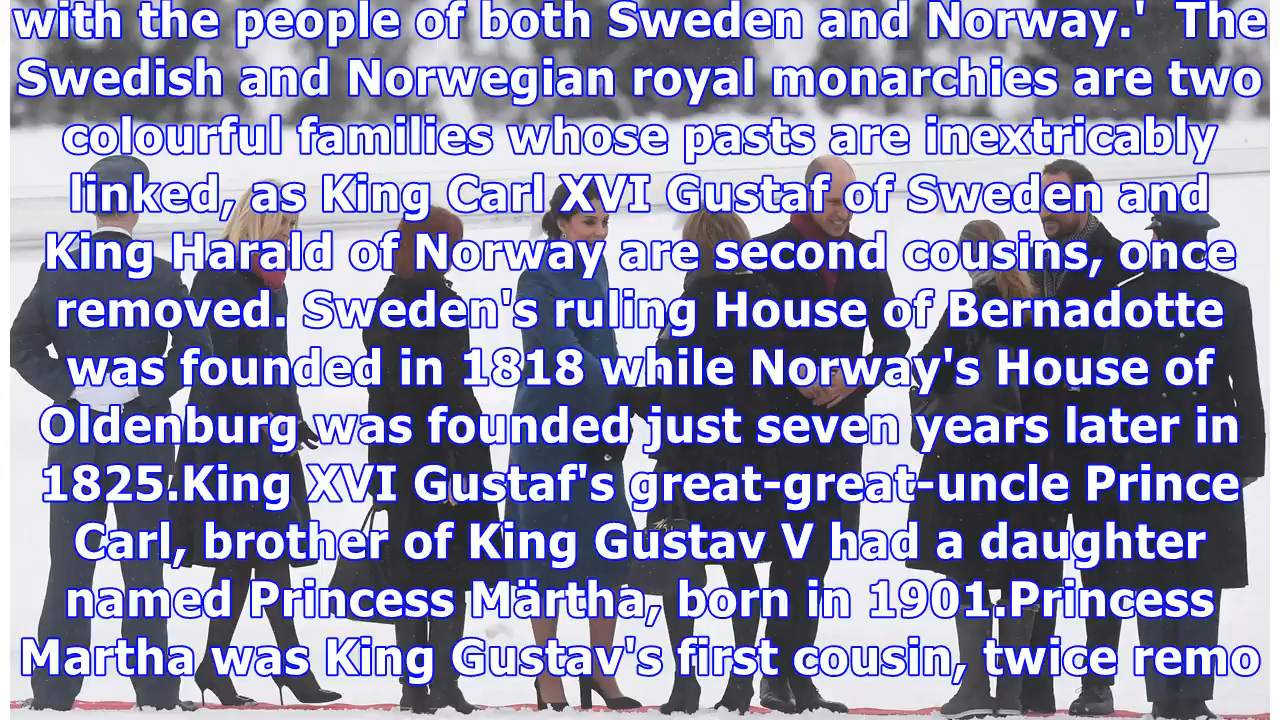 with the people of both Sweden and Norway.'  The
Swedish and Norwegian royal monarchies are two
colourful families whose pasts are inextricably
linked, as King Carl XVI Gustaf of Sweden and
King Harald of Norway are second cousins, once
removed. Sweden's ruling House of Bernadotte
was founded in 1818 while Norway's House of
Oldenburg was founded just seven years later in
1825.King XVI Gustaf's great-great-uncle Prince
Carl, brother of King Gustav V had a daughter
named Princess Märtha, born in 1901.Princess
Martha was King Gustav's first cousin, twice remo